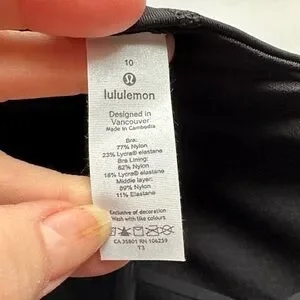 10
lululemon
Designed in
Vancouver
Made in Cambodia
Bra:
77% Nylon
23% Lycra® elastane
Bra Lining:
82% Nylon
18% Lycra® elastane
Middle layer:
89% Nylon
11% Elastane
Exclusive of decoration
Wash with like colours
CA 35801 RN 106259
T3